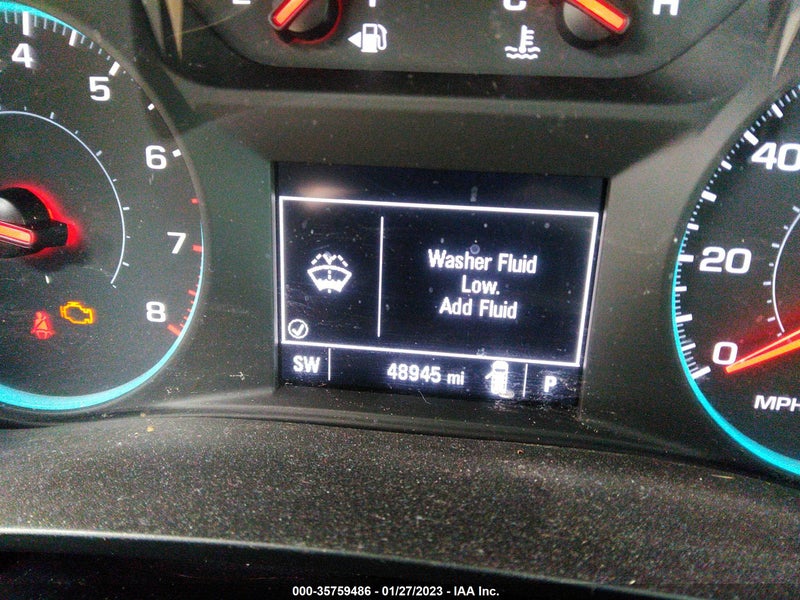 E F C H
4
5
6
7
8
Washer Fluid
Low.
Add Fluid
SW 48945 mi P
40
20
0
MPH
000-35759486 - 01/27/2023 - IAA Inc.